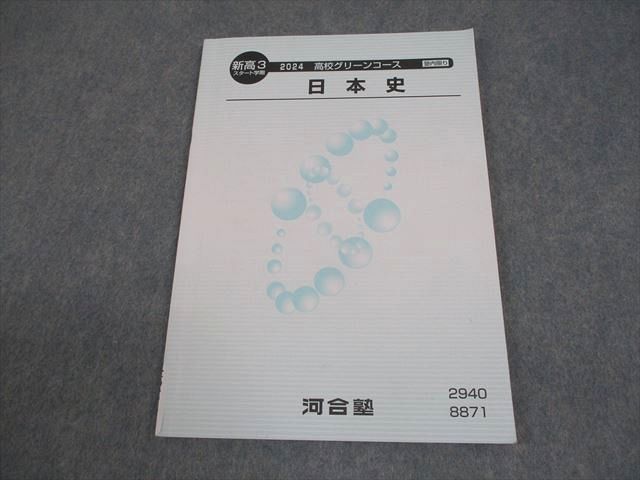 新高3
スタート学期
2024 高校グリーンコース
塾内限り
日本史
河合塾
2940
8871